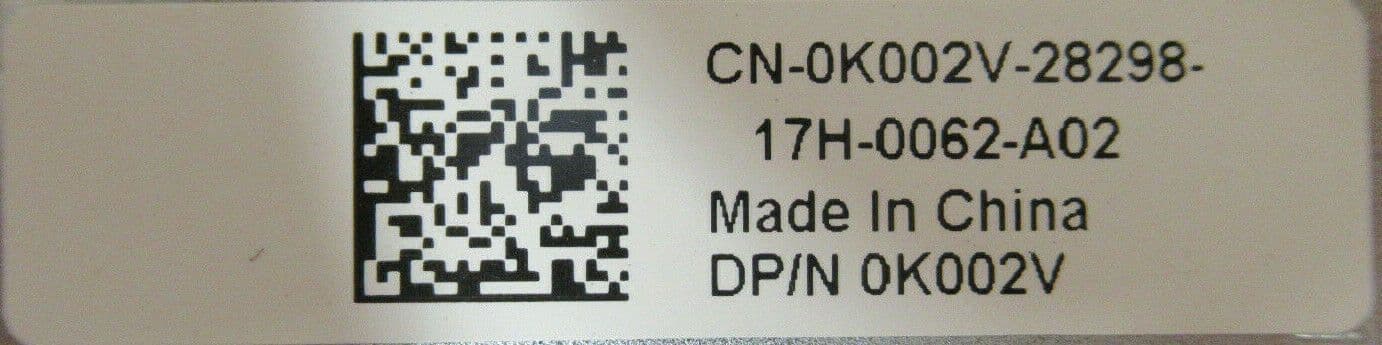 CN-0K002V-28298-
17H-0062-A02
Made In China
DP/N 0K002V